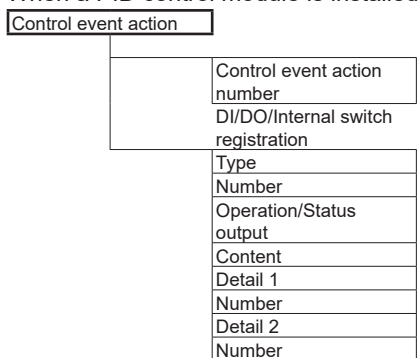 When a PID control module is installed
Control event action
Control event action
number
DI/DO/Internal switch
registration
Type
Number
Operation/Status
output
Content
Detail 1
Number
Detail 2
Number